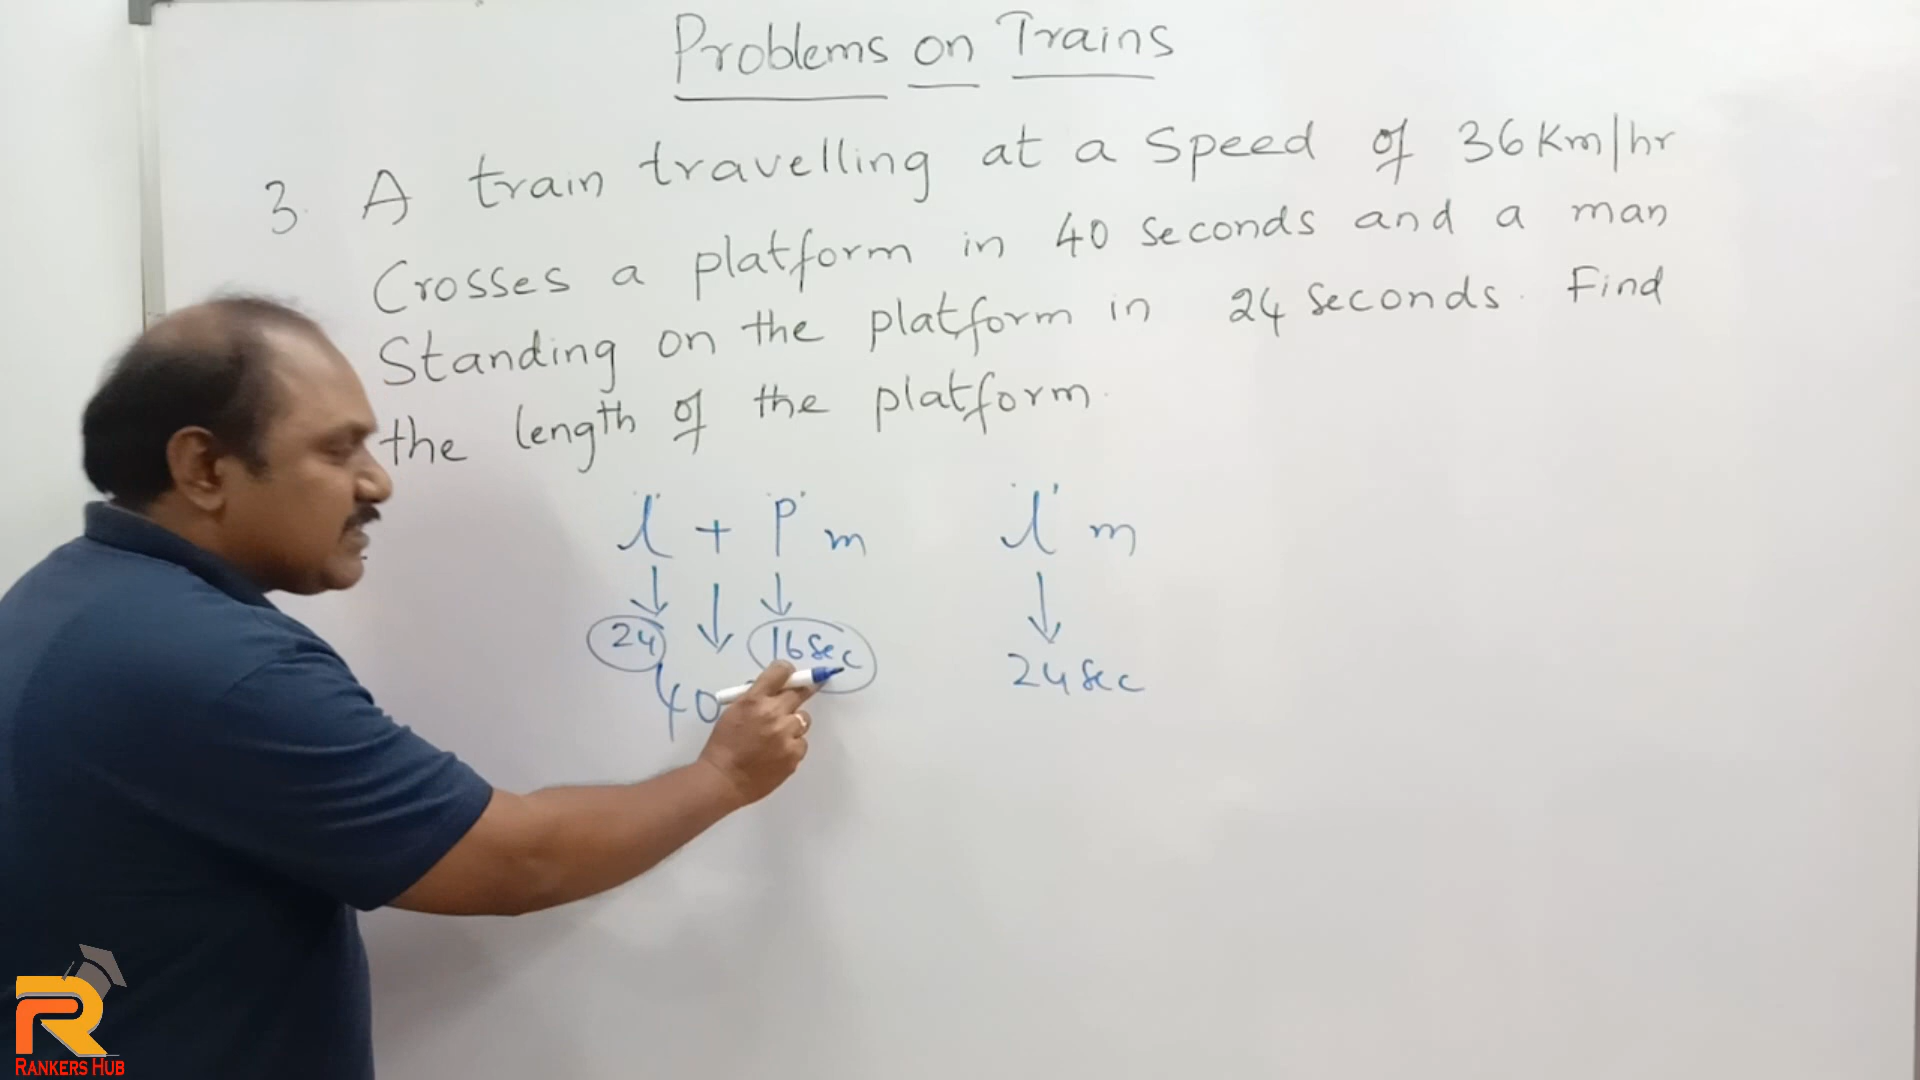 Problems on Trains
3. A train travelling at a Speed of 36Km/hr
Crosses a platform in 40 Seconds and a man
Standing on the platform in 24 Seconds. Find
the length of the platform.
'l' + 'P' m 'l' m
24 16Sec
40 24Sec
R
RANKERS HUB